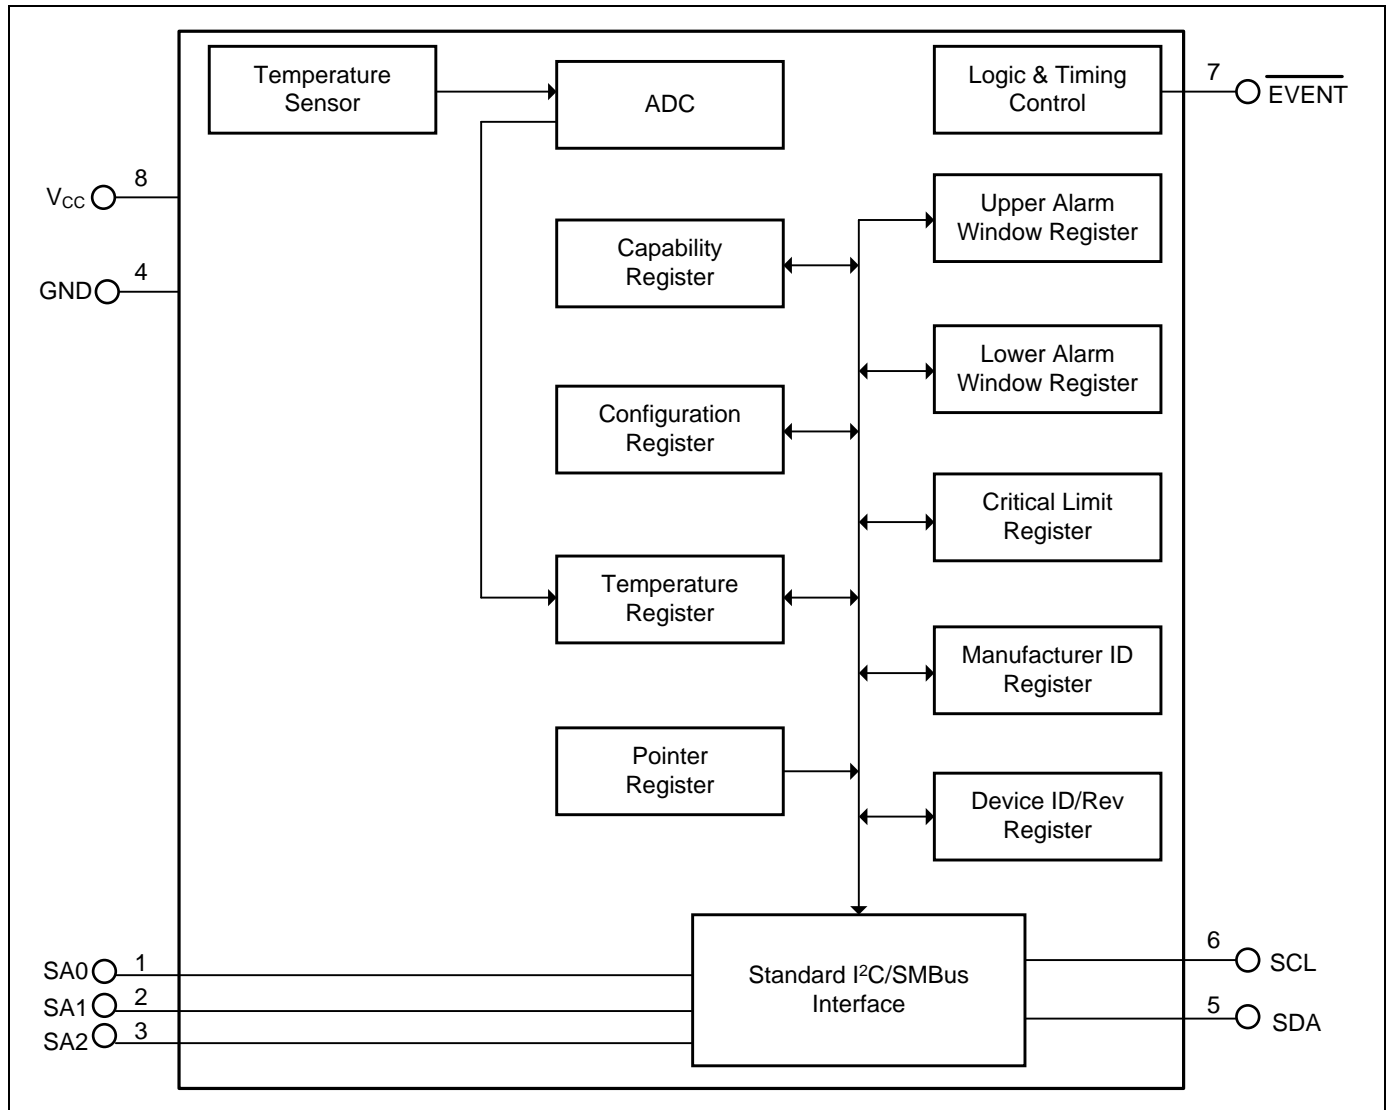 Temperature
Sensor
ADC
Logic & Timing
Control
7
EVENT
8
VCC
Upper Alarm
Window Register
Capability
Register
4
GND
Lower Alarm
Window Register
Configuration
Register
Critical Limit
Register
Temperature
Register
Manufacturer ID
Register
Pointer
Register
Device ID/Rev
Register
6
SCL
SA0
1
Standard I²C/SMBus
Interface
SA1
2
5
SDA
SA2
3